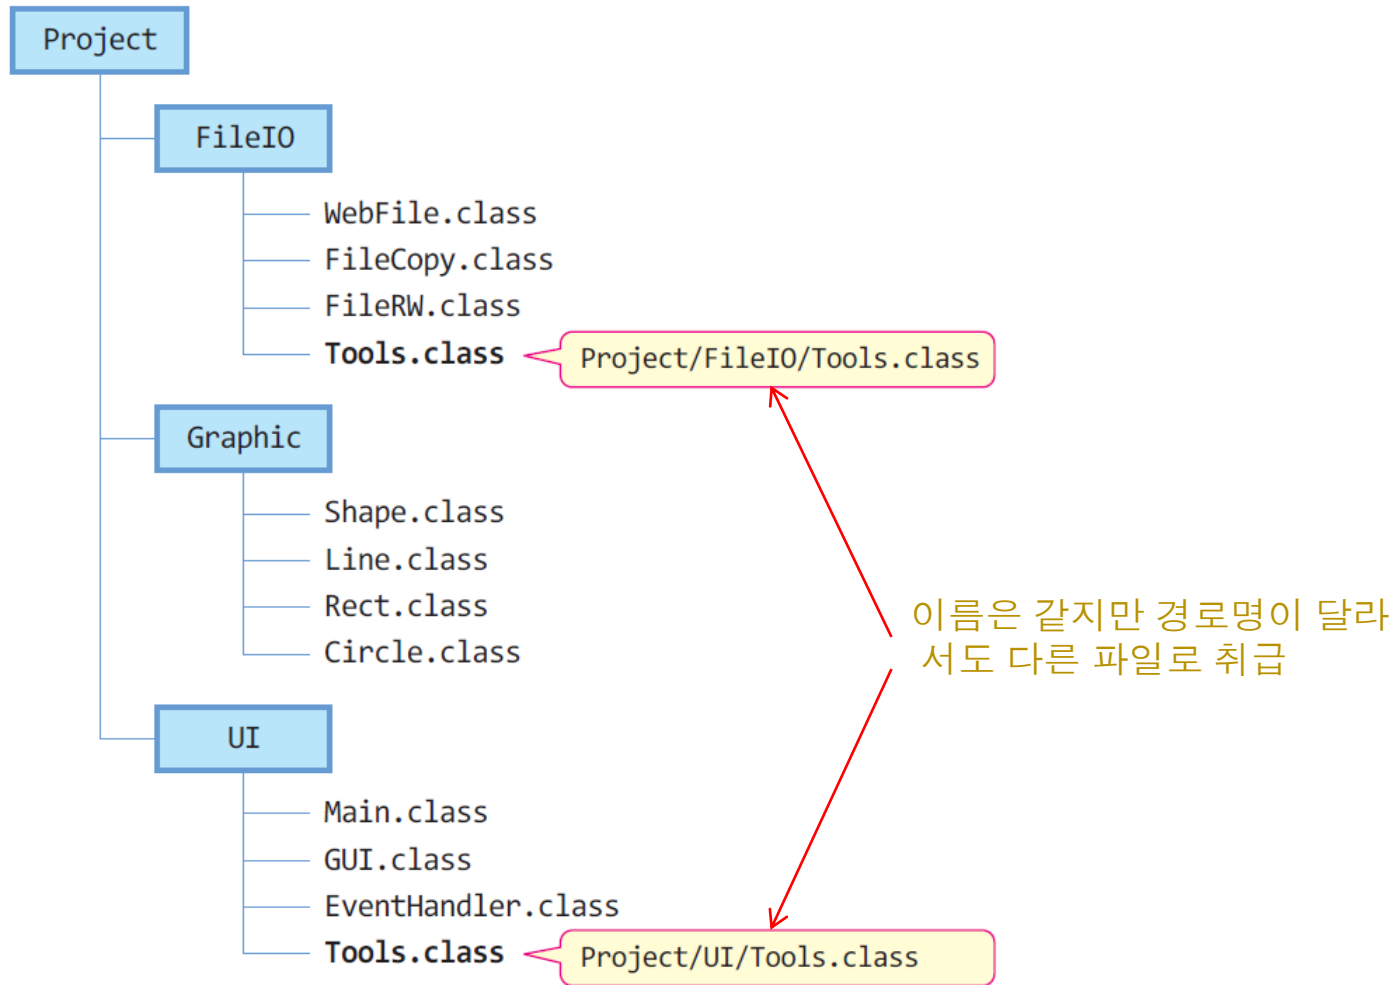 Project
FileIO
WebFile.class
FileCopy.class
FileRW.class
Tools.class
Project/FileIO/Tools.class
Graphic
Shape.class
Line.class
Rect.class
Circle.class
이름은 같지만 경로명이 달라
서도 다른 파일로 취급
UI
Main.class
GUI.class
EventHandler.class
Tools.class
Project/UI/Tools.class